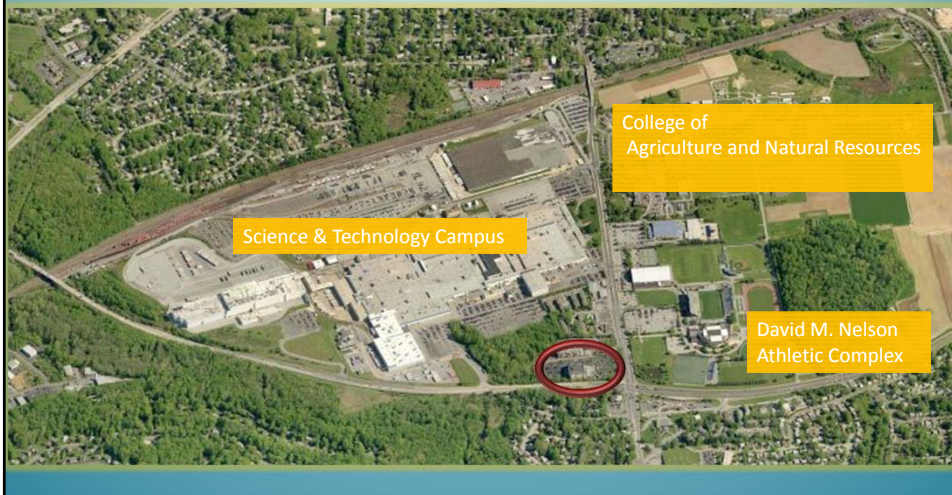 College of
Agriculture and Natural Resources
Science & Technology Campus
David M. Nelson
Athletic Complex